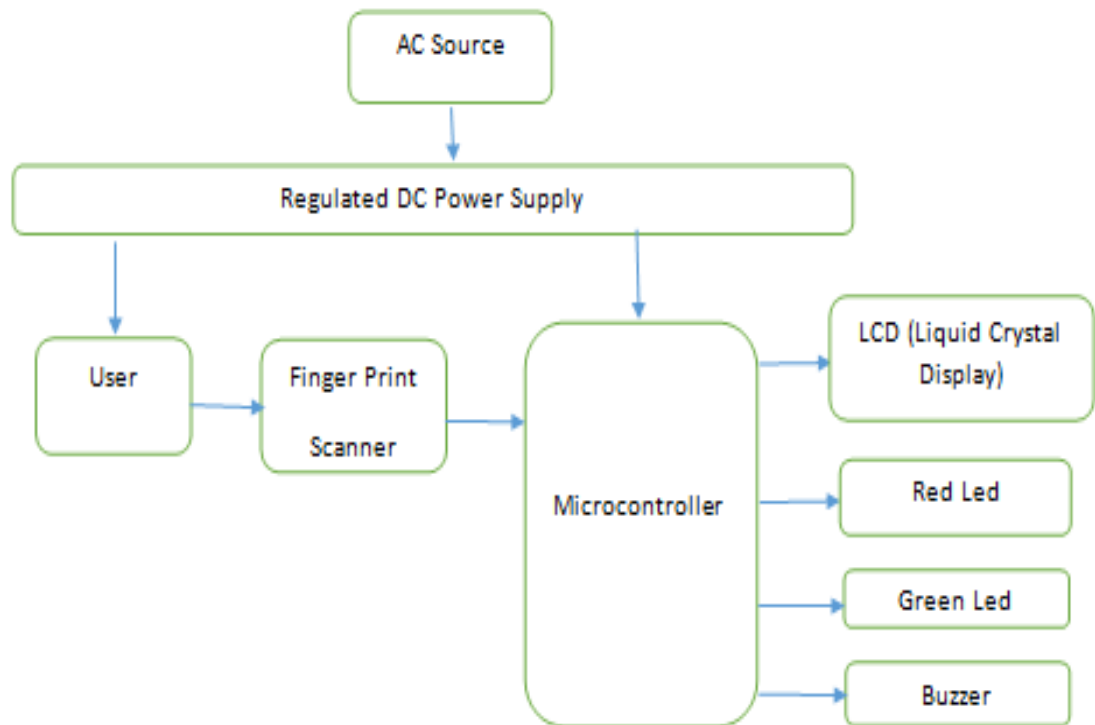 AC Source
Regulated DC Power Supply
User
Finger Print
Scanner
Microcontroller
LCD (Liquid Crystal
Display)
Red Led
Green Led
Buzzer